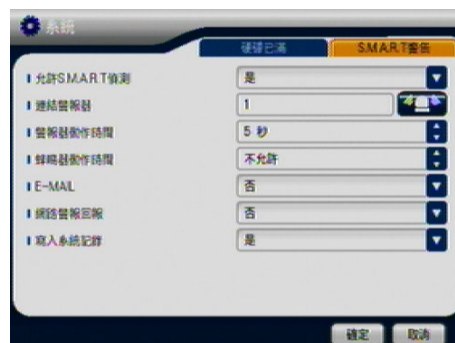 系統
硬碟已滿 S.M.A.R.T警告
允許S.M.A.R.T偵測 是
連結警報器 1
警報器動作時間 5 秒
蜂鳴器動作時間 不允許
E-MAIL 否
網路警報回報 否
寫入系統記錄 是
確定 取消